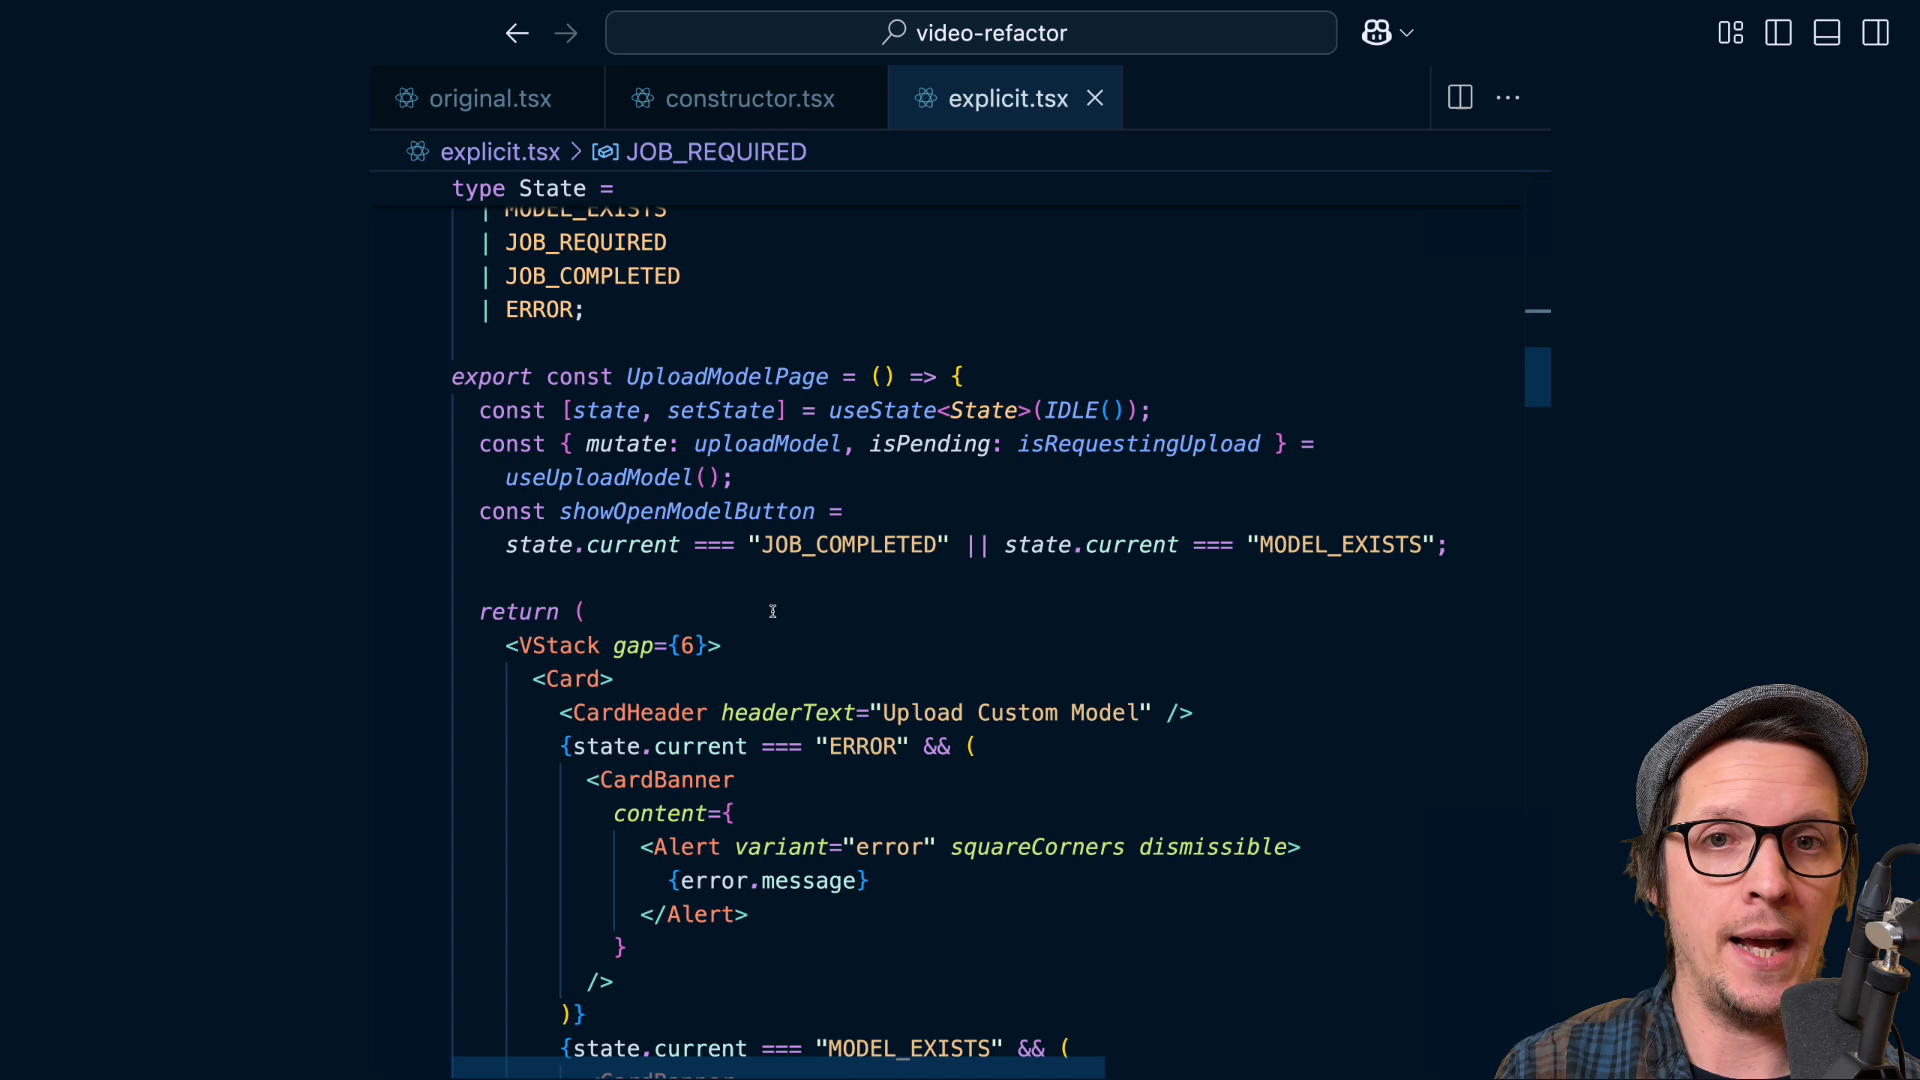 video-refactor
original.tsx
constructor.tsx
explicit.tsx
explicit.tsx > JOB_REQUIRED
type State =
| MODEL_EXISTS
| JOB_REQUIRED
| JOB_COMPLETED
| ERROR;
export const UploadModelPage = () => {
const [state, setState] = useState<State>(IDLE());
const { mutate: uploadModel, isPending: isRequestingUpload } =
useUploadModel();
const showOpenModelButton =
state.current === "JOB_COMPLETED" || state.current === "MODEL_EXISTS";
return (
<VStack gap={6}>
<Card>
<CardHeader headerText="Upload Custom Model" />
{state.current === "ERROR" && (
<CardBanner
content={
<Alert variant="error" squareCorners dismissible>
{error.message}
</Alert>
}
/>
)}
{state.current === "MODEL_EXISTS" && (